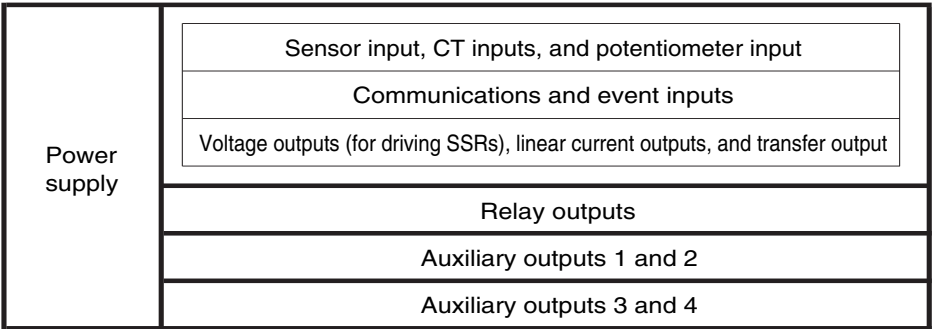 Power
supply
Sensor input, CT inputs, and potentiometer input
Communications and event inputs
Voltage outputs (for driving SSRs), linear current outputs, and transfer output
Relay outputs
Auxiliary outputs 1 and 2
Auxiliary outputs 3 and 4